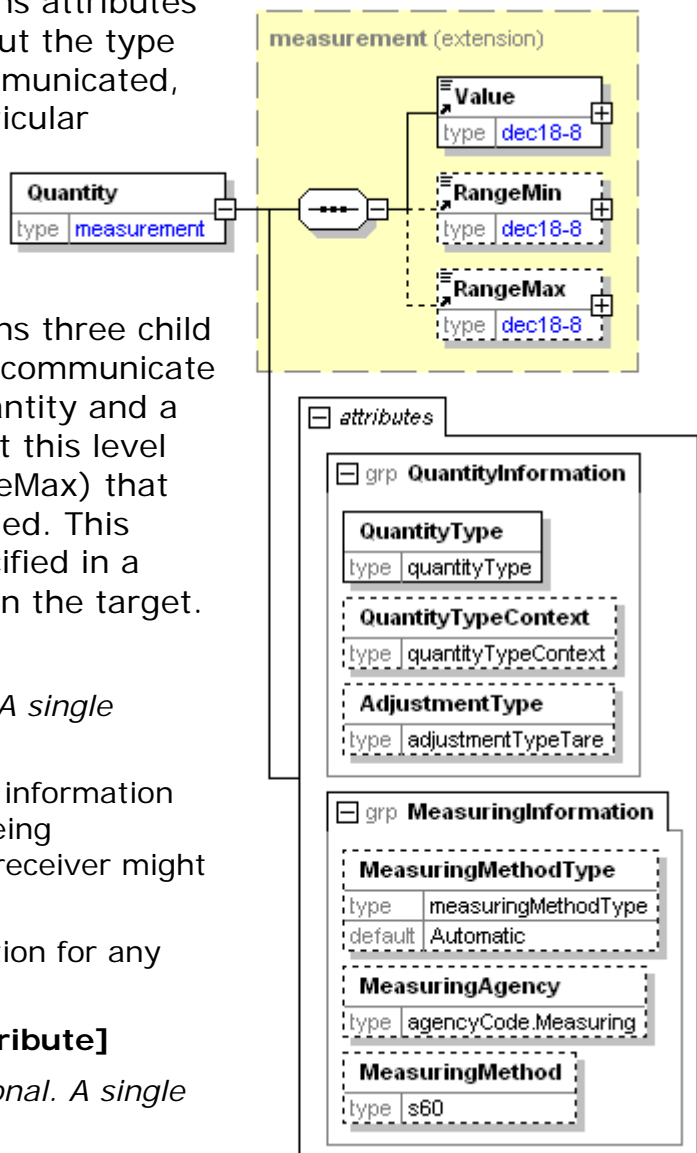 ns attributes
ut the type
municated,
icular
measurement (extension)
Value
type dec18-8
Quantity
type measurement
RangeMin
type dec18-8
RangeMax
type dec18-8
ns three child
communicate
antity and a
t this level
eMax) that
ed. This
ified in a
n the target.
A single
information
eing
receiver might
tion for any
ribute]
onal. A single
attributes
grp QuantityInformation
QuantityType
type quantityType
QuantityTypeContext
type quantityTypeContext
AdjustmentType
type adjustmentTypeTare
grp MeasuringInformation
MeasuringMethodType
type measuringMethodType
default Automatic
MeasuringAgency
type agencyCode.Measuring
MeasuringMethod
type s60